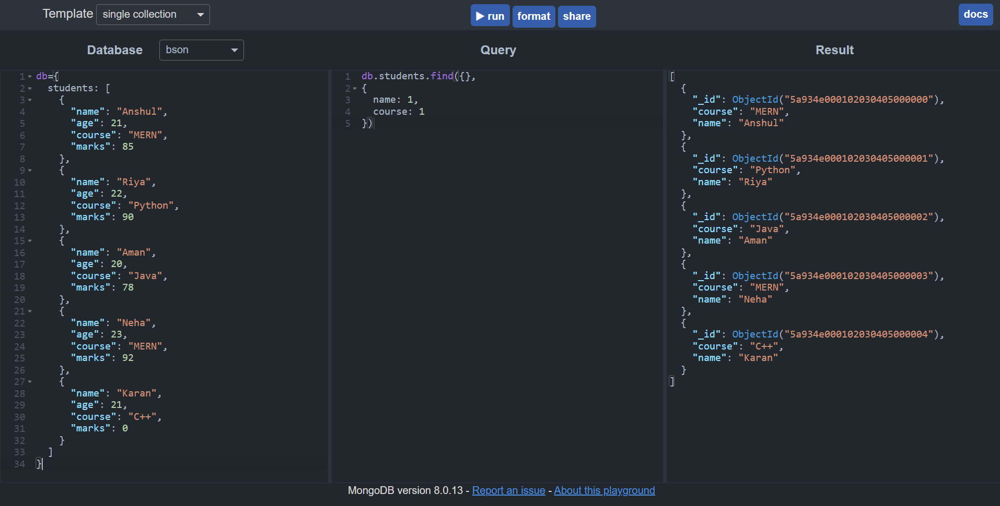 Template single collection run format share docs
Database bson Query Result
1 db={
2   students: [
3     {
4       "name": "Anshul",
5       "age": 21,
6       "course": "MERN",
7       "marks": 85
8     },
9     {
10       "name": "Riya",
11       "age": 22,
12       "course": "Python",
13       "marks": 90
14     },
15     {
16       "name": "Aman",
17       "age": 20,
18       "course": "Java",
19       "marks": 78
20     },
21     {
22       "name": "Neha",
23       "age": 23,
24       "course": "MERN",
25       "marks": 92
26     },
27     {
28       "name": "Karan",
29       "age": 21,
30       "course": "C++",
31       "marks": 0
32     }
33   ]
34 }
1 db.students.find({},
2 {
3   name: 1,
4   course: 1
5 })
[
  {
    "_id": ObjectId("5a934e000102030405000000"),
    "course": "MERN",
    "name": "Anshul"
  },
  {
    "_id": ObjectId("5a934e000102030405000001"),
    "course": "Python",
    "name": "Riya"
  },
  {
    "_id": ObjectId("5a934e000102030405000002"),
    "course": "Java",
    "name": "Aman"
  },
  {
    "_id": ObjectId("5a934e000102030405000003"),
    "course": "MERN",
    "name": "Neha"
  },
  {
    "_id": ObjectId("5a934e000102030405000004"),
    "course": "C++",
    "name": "Karan"
  }
]
MongoDB version 8.0.13 - Report an issue - About this playground